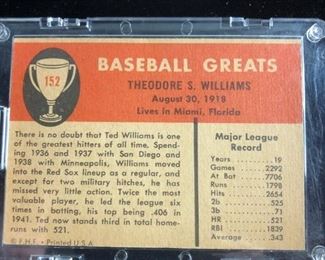 152
BASEBALL GREATS
THEODORE S. WILLIAMS
August 30, 1918
Lives in Miami, Florida
There is no doubt that Ted Williams is
one of the greatest hitters of all time. Spend-
ing 1936 and 1937 with San Diego and
1938 with Minneapolis, Williams moved
into the Red Sox lineup as a regular, and
except for two military hitches, he has
missed very few games. Twice the most
valuable player, he led the league six
times in batting, his top being .406 in
1941. Ted now stands third in total home-
runs with 521.
© F.H.F. • Printed U S A
Major League
Record
Years 19
Games 2292
At Bat 7706
Runs 1798
Hits 2654
2b 525
3b 71
HR 521
RBI 1839
Average .343